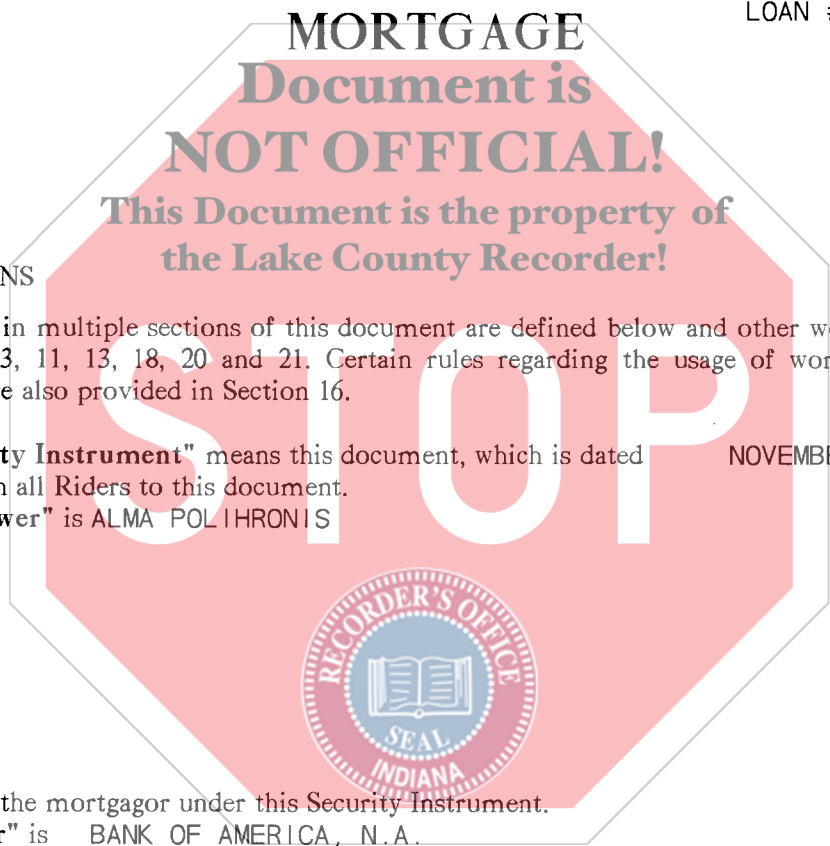 LOAN #
MORTGAGE
Document is
NOT OFFICIAL!
This Document is the property of
the Lake County Recorder!
NS
in multiple sections of this document are defined below and other w
3, 11, 13, 18, 20 and 21. Certain rules regarding the usage of wor
e also provided in Section 16.
ty Instrument" means this document, which is dated NOVEMBE
h all Riders to this document.
wer" is ALMA POLIHRONIS
STOP
RECORDER'S OFFICE
SEAL
INDIANA
the mortgagor under this Security Instrument.
r" is BANK OF AMERICA, N.A.